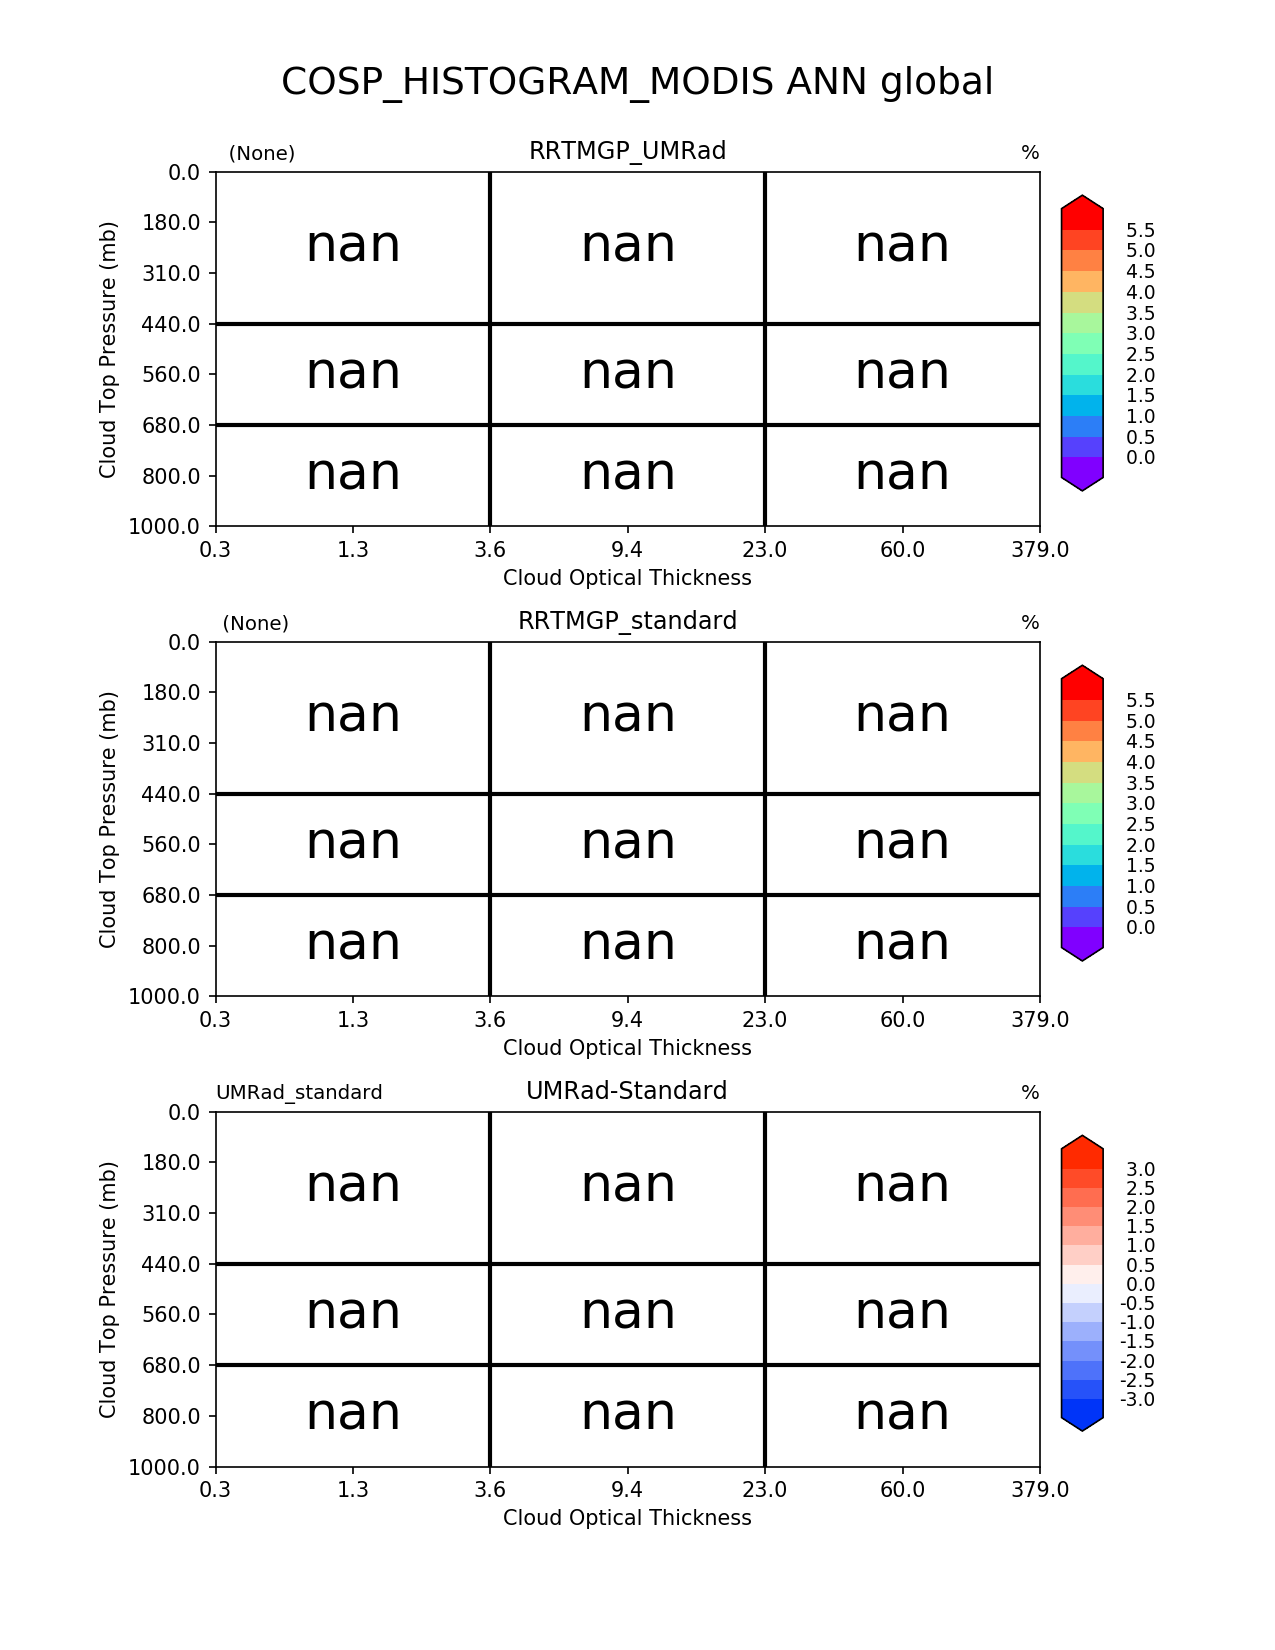 COSP_HISTOGRAM_MODIS ANN global
(None) RRTMGP_UMRad %
0.0
180.0
310.0
440.0
560.0
680.0
800.0
1000.0
Cloud Top Pressure (mb)
nan nan nan
nan nan nan
nan nan nan
0.3 1.3 3.6 9.4 23.0 60.0 379.0
Cloud Optical Thickness
5.5
5.0
4.5
4.0
3.5
3.0
2.5
2.0
1.5
1.0
0.5
0.0
(None) RRTMGP_standard %
0.0
180.0
310.0
440.0
560.0
680.0
800.0
1000.0
Cloud Top Pressure (mb)
nan nan nan
nan nan nan
nan nan nan
0.3 1.3 3.6 9.4 23.0 60.0 379.0
Cloud Optical Thickness
5.5
5.0
4.5
4.0
3.5
3.0
2.5
2.0
1.5
1.0
0.5
0.0
UMRad_standard UMRad-Standard %
0.0
180.0
310.0
440.0
560.0
680.0
800.0
1000.0
Cloud Top Pressure (mb)
nan nan nan
nan nan nan
nan nan nan
0.3 1.3 3.6 9.4 23.0 60.0 379.0
Cloud Optical Thickness
3.0
2.5
2.0
1.5
1.0
0.5
0.0
-0.5
-1.0
-1.5
-2.0
-2.5
-3.0